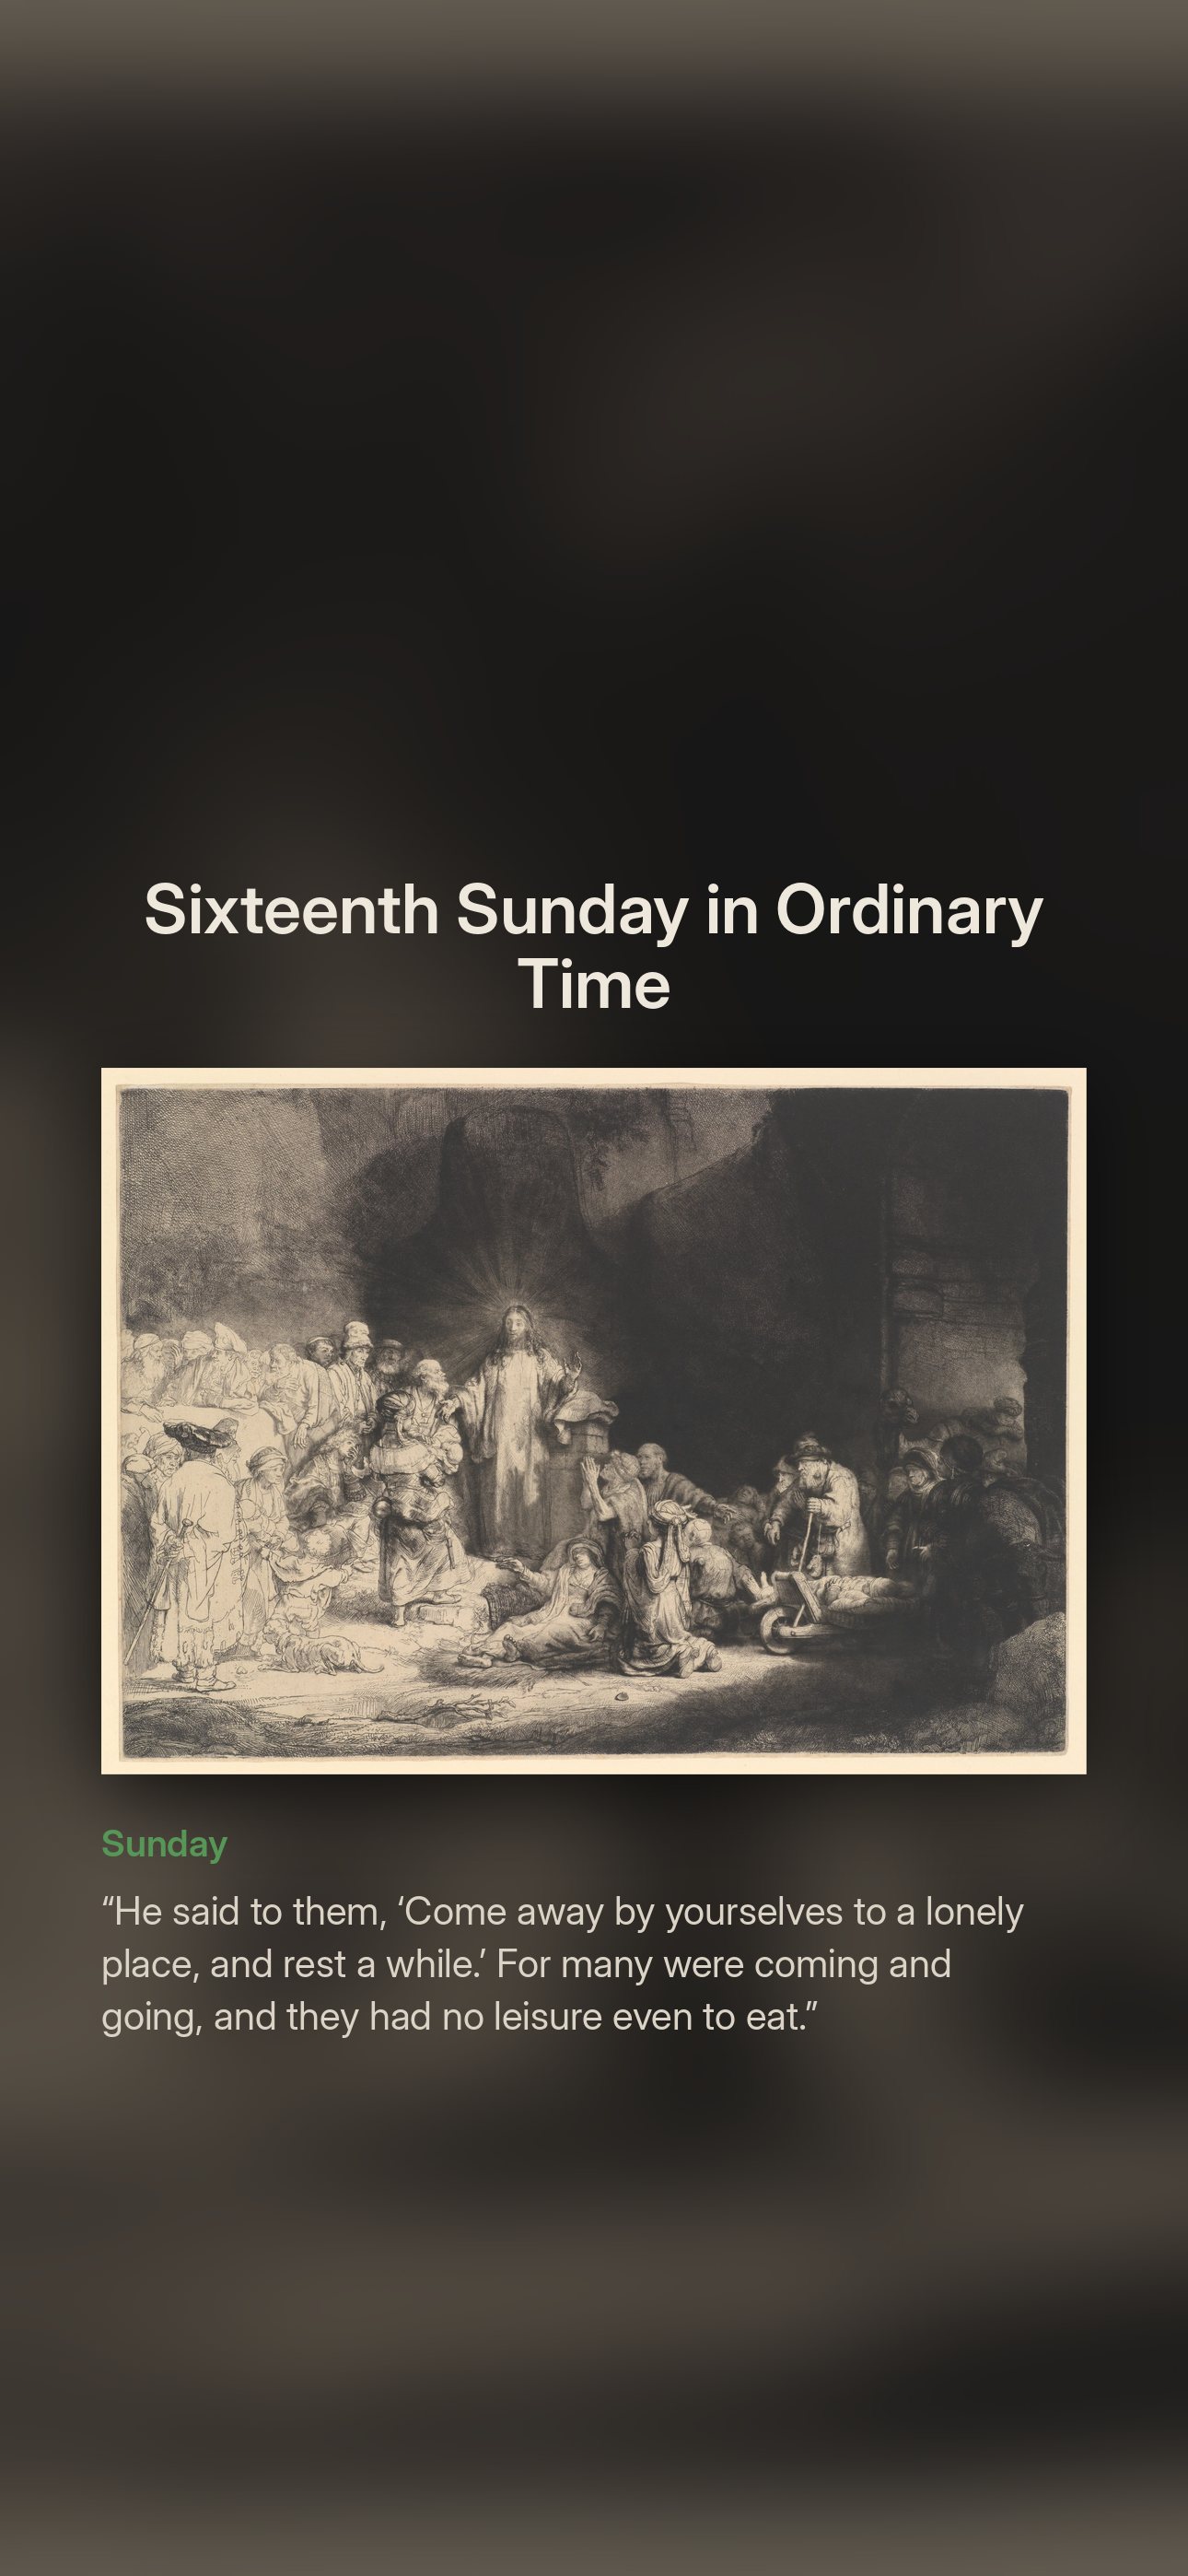 Sixteenth Sunday in Ordinary
Time
Sunday
“He said to them, ‘Come away by yourselves to a lonely
place, and rest a while.’ For many were coming and
going, and they had no leisure even to eat.”